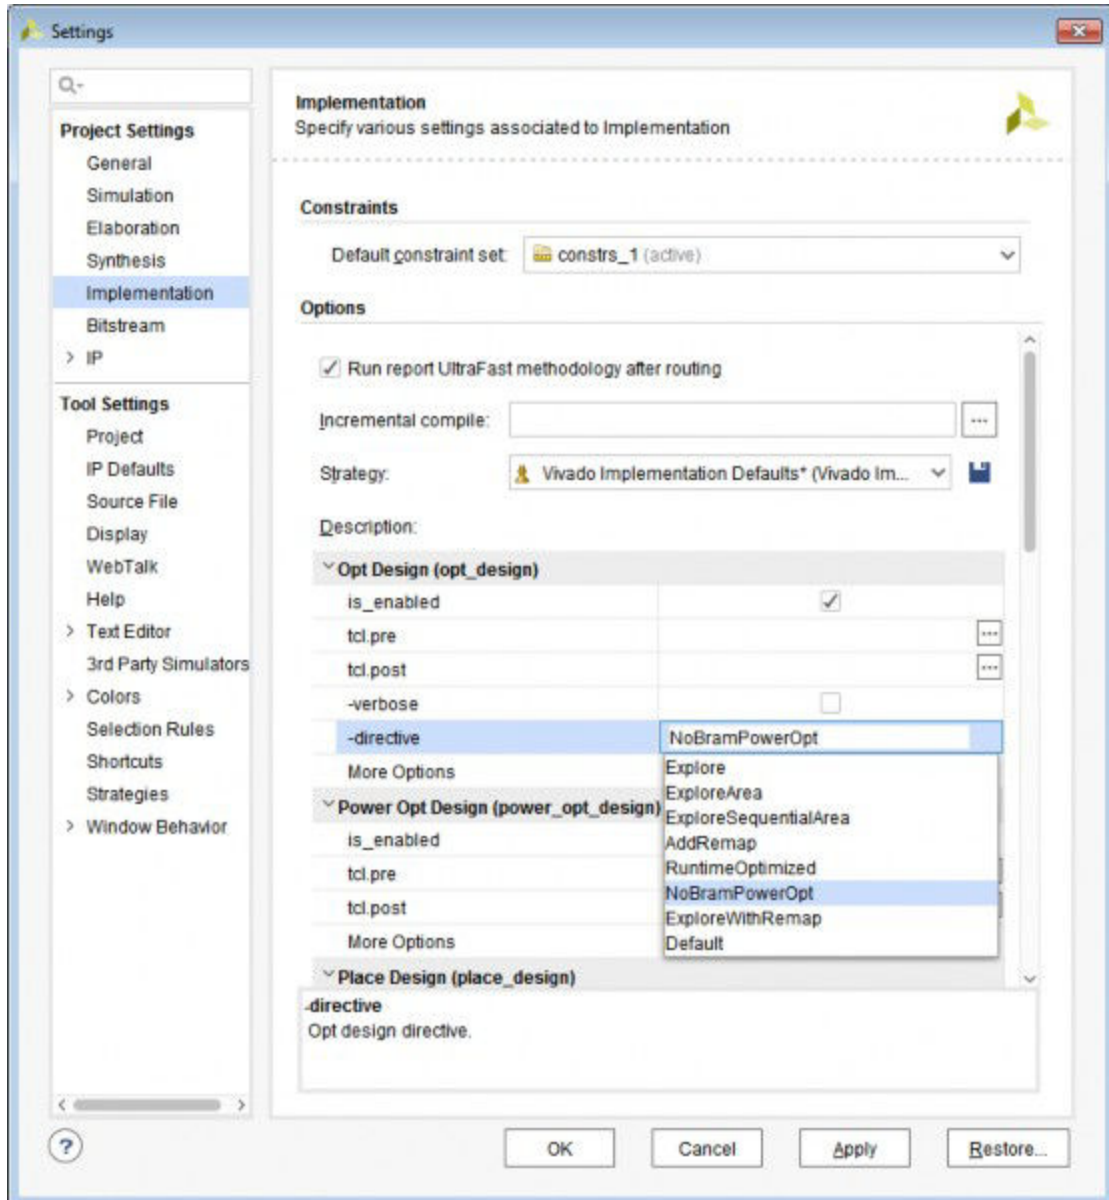 Settings
Project Settings
General
Simulation
Elaboration
Synthesis
Implementation
Bitstream
IP
Tool Settings
Project
IP Defaults
Source File
Display
WebTalk
Help
Text Editor
3rd Party Simulators
Colors
Selection Rules
Shortcuts
Strategies
Window Behavior
Implementation
Specify various settings associated to Implementation
Constraints
Default constraint set: constrs_1 (active)
Options
Run report UltraFast methodology after routing
Incremental compile: ...
Strategy: Vivado Implementation Defaults* (Vivado Im...
Description:
Opt Design (opt_design)
is_enabled
tcl.pre ...
tcl.post ...
-verbose
-directive NoBramPowerOpt
More Options
Power Opt Design (power_opt_design)
is_enabled
tcl.pre
tcl.post
More Options
Explore
ExploreArea
ExploreSequentialArea
AddRemap
RuntimeOptimized
NoBramPowerOpt
ExploreWithRemap
Default
Place Design (place_design)
-directive
Opt design directive.
? OK Cancel Apply Restore...